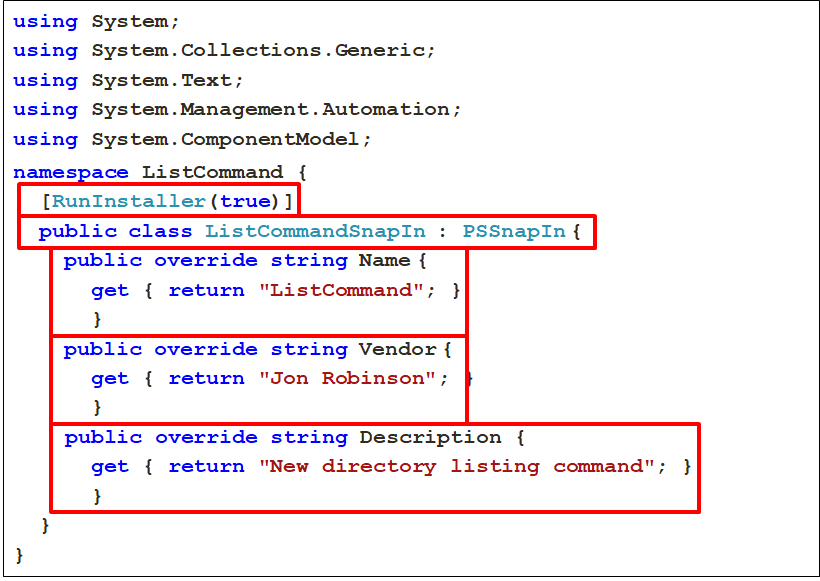 using System;
using System.Collections.Generic;
using System.Text;
using System.Management.Automation;
using System.ComponentModel;
namespace ListCommand {
[RunInstaller(true)]
public class ListCommandSnapIn : PSSnapIn {
public override string Name {
get { return "ListCommand"; }
}
public override string Vendor {
get { return "Jon Robinson"; }
}
public override string Description {
get { return "New directory listing command"; }
}
}
}